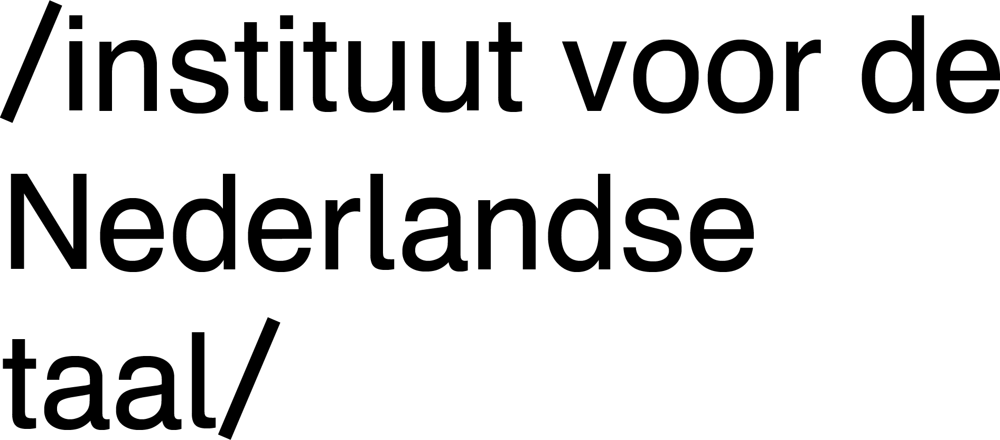 /instituut voor de
Nederlandse
taal/